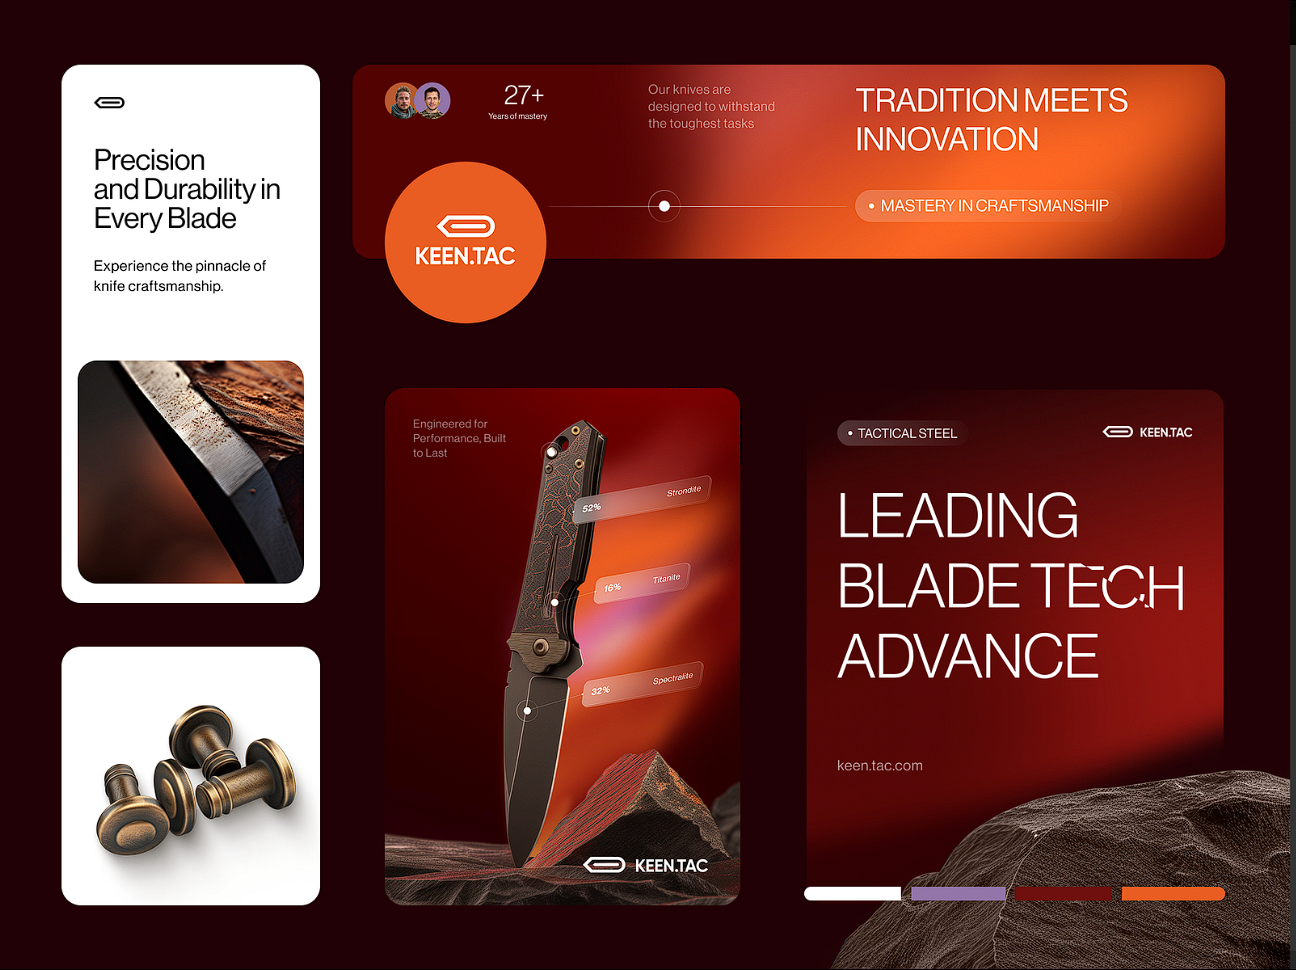 Precision
and Durability in
Every Blade
Experience the pinnacle of
knife craftsmanship.
27+
Years of mastery
Our knives are
designed to withstand
the toughest tasks
TRADITION MEETS
INNOVATION
• MASTERY IN CRAFTSMANSHIP
KEEN.TAC
Engineered for
Performance, Built
to Last
52% Strondite
16% Titanite
32% Spectralite
KEEN.TAC
• TACTICAL STEEL
KEEN.TAC
LEADING
BLADE TECH
ADVANCE
keen.tac.com